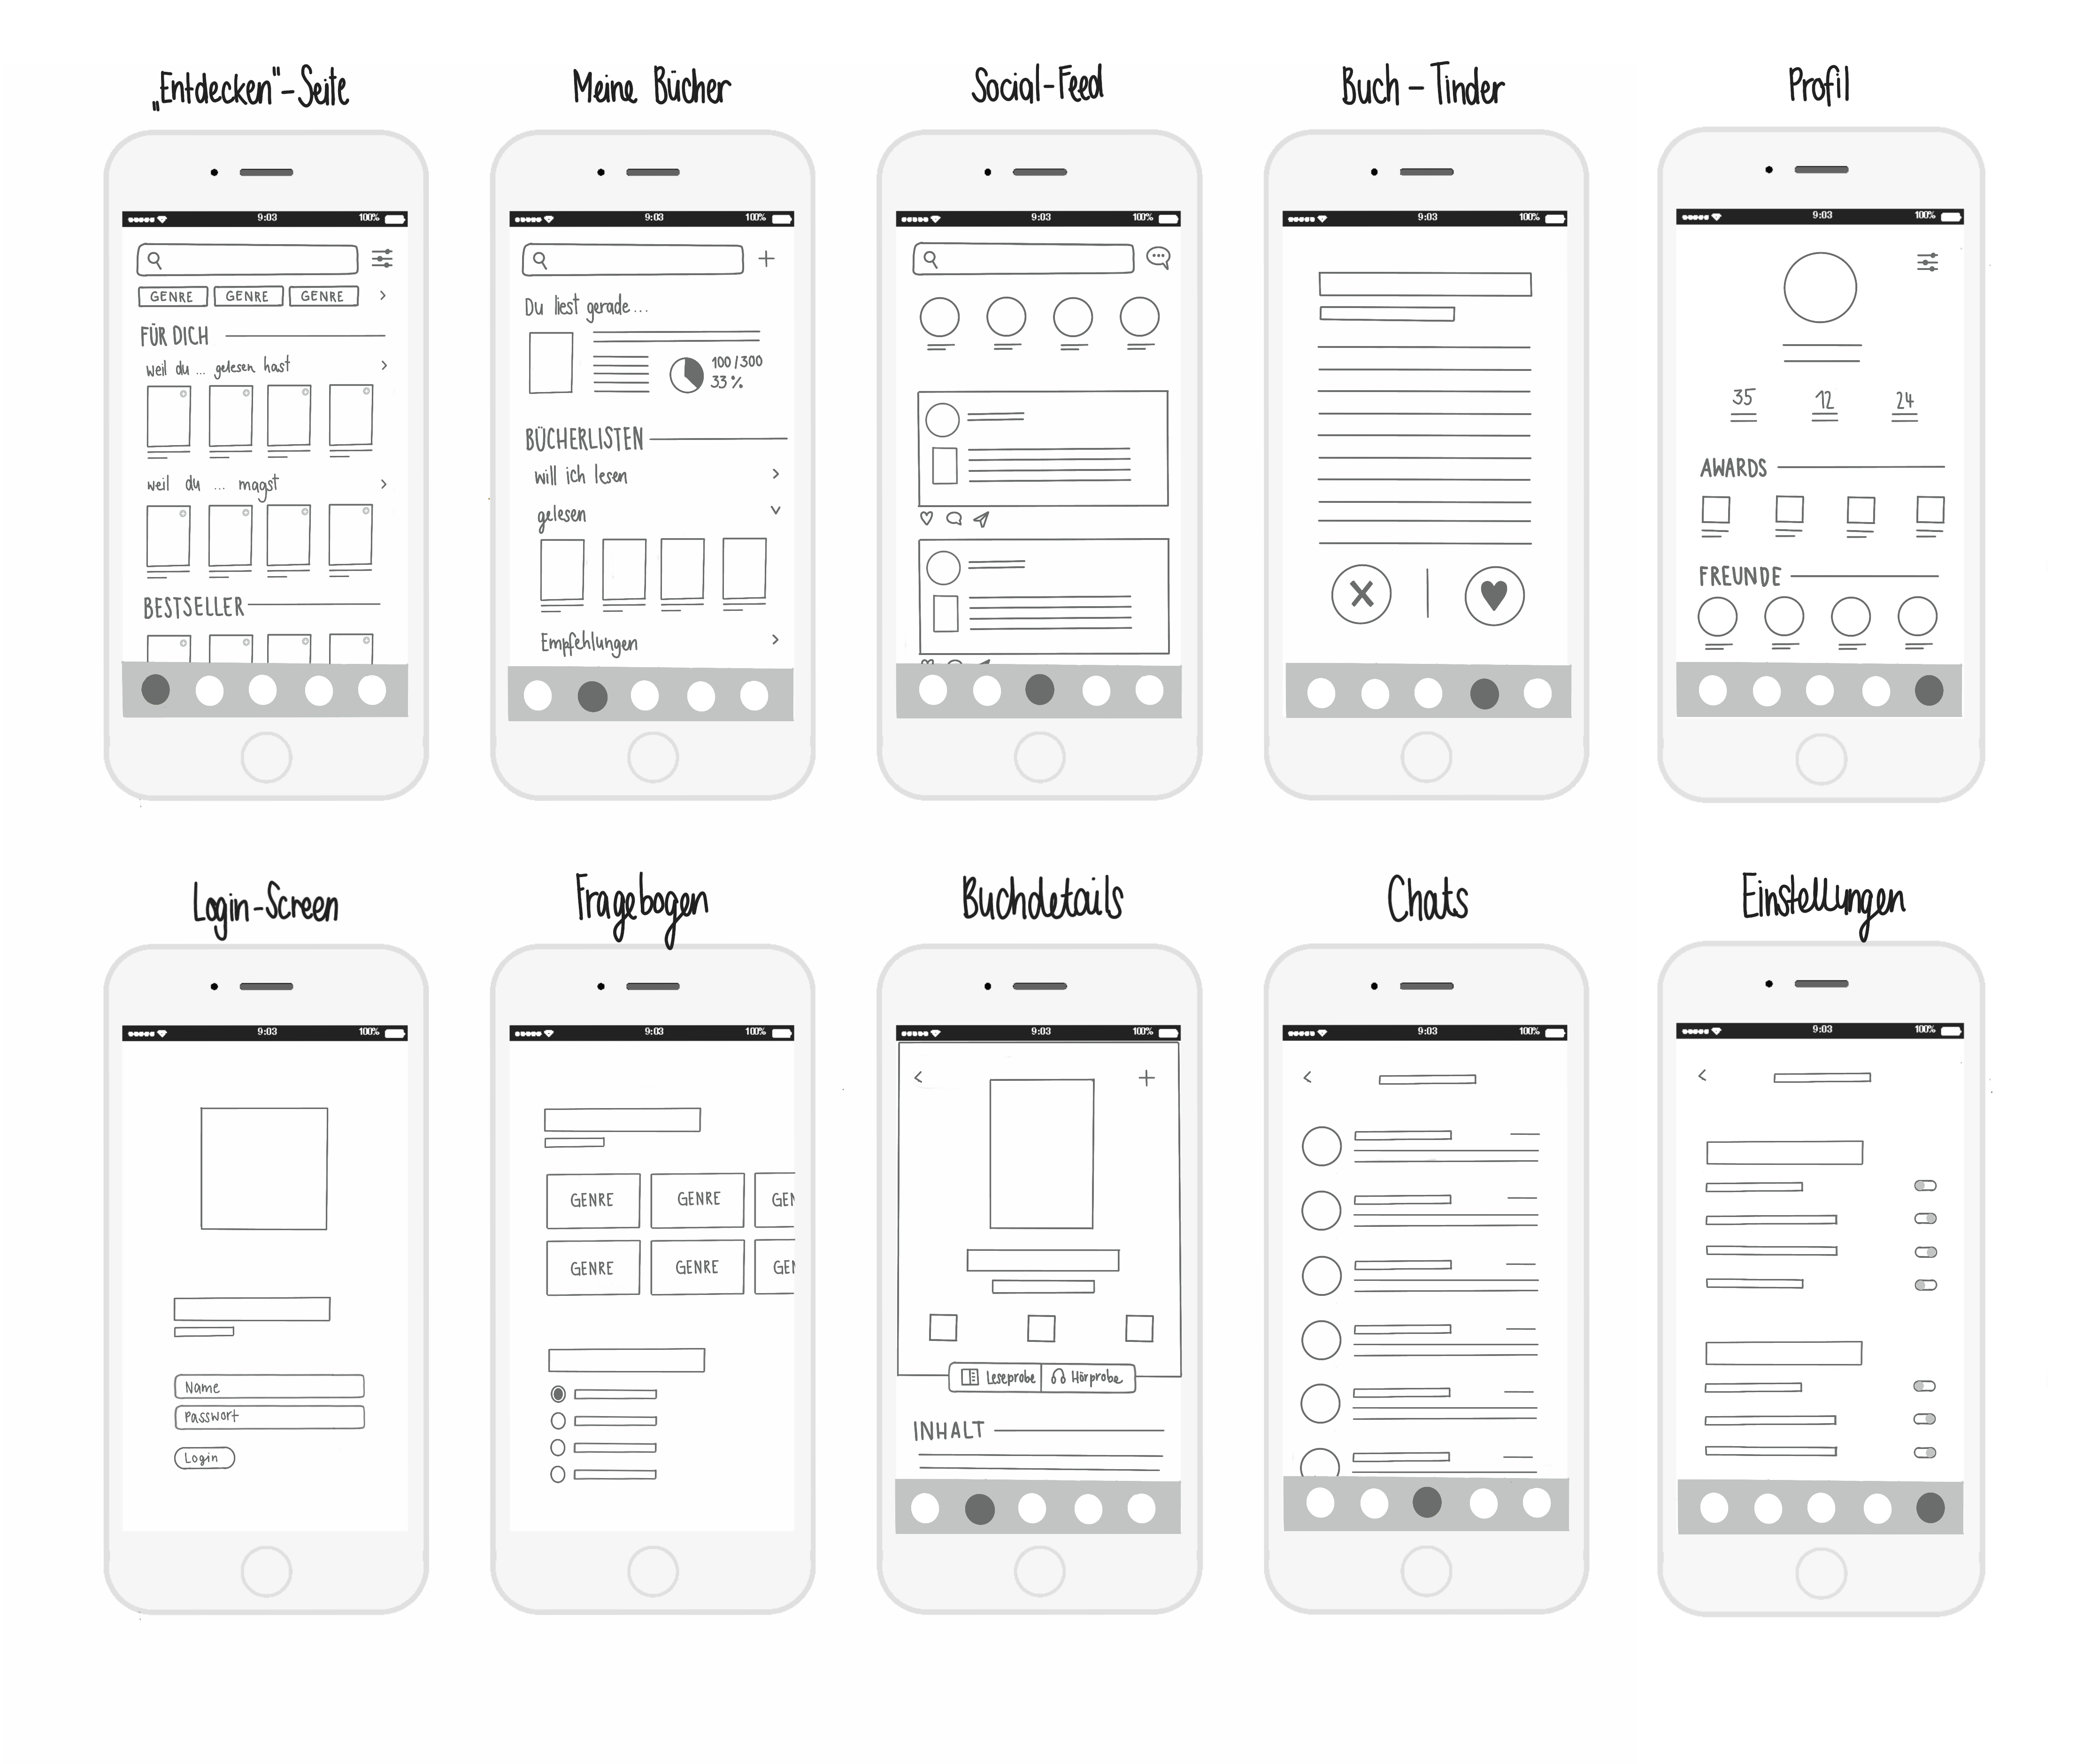 „Entdecken"-Seite
9:03 100%
GENRE GENRE GENRE >
FÜR DICH
weil du ... gelesen hast >
weil du ... magst >
BESTSELLER
Meine Bücher
9:03 100%
+
Du liest gerade...
100/300
33%
BÜCHERLISTEN
will ich lesen >
gelesen
Empfehlungen >
Social-Feed
9:03 100%
Buch-Tinder
9:03 100%
Profil
9:03 100%
35 12 24
AWARDS
FREUNDE
Login-Screen
9:03 100%
Name
Passwort
Login
Fragebogen
9:03 100%
GENRE GENRE GEN
GENRE GENRE GEN
Buchdetails
9:03 100%
< +
Leseprobe Hörprobe
INHALT
Chats
9:03 100%
<
Einstellungen
9:03 100%
<